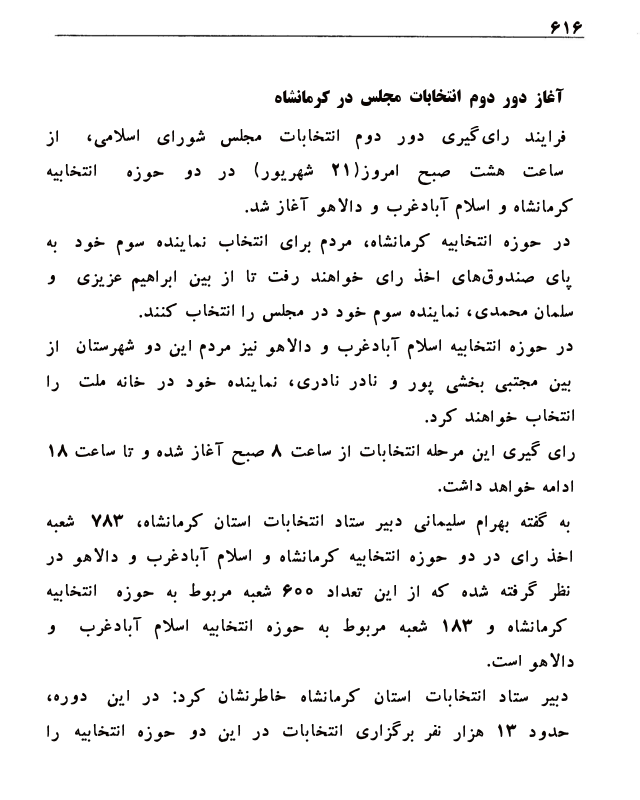 ۶۱۶
آغاز دور دوم انتخابات مجلس در کرمانشاه
فرایند رای‌گیری دور دوم انتخابات مجلس شورای اسلامی، از
ساعت هشت صبح امروز(۲۱ شهریور) در دو حوزه انتخابیه
کرمانشاه و اسلام آبادغرب و دالاهو آغاز شد.
در حوزه انتخابیه کرمانشاه، مردم برای انتخاب نماینده سوم خود به
پای صندوق‌های اخذ رای خواهند رفت تا از بین ابراهیم عزیزی و
سلمان محمدی، نماینده سوم خود در مجلس را انتخاب کنند.
در حوزه انتخابیه اسلام آبادغرب و دالاهو نیز مردم این دو شهرستان از
بین مجتبی بخشی پور و نادر نادری، نماینده خود در خانه ملت را
انتخاب خواهند کرد.
رای گیری این مرحله انتخابات از ساعت ۸ صبح آغاز شده و تا ساعت ۱۸
ادامه خواهد داشت.
به گفته بهرام سلیمانی دبیر ستاد انتخابات استان کرمانشاه، ۷۸۳ شعبه
اخذ رای در دو حوزه انتخابیه کرمانشاه و اسلام آبادغرب و دالاهو در
نظر گرفته شده که از این تعداد ۶۰۰ شعبه مربوط به حوزه انتخابیه
کرمانشاه و ۱۸۳ شعبه مربوط به حوزه انتخابیه اسلام آبادغرب و
دالاهو است.
دبیر ستاد انتخابات استان کرمانشاه خاطرنشان کرد: در این دوره،
حدود ۱۳ هزار نفر برگزاری انتخابات در این دو حوزه انتخابیه را